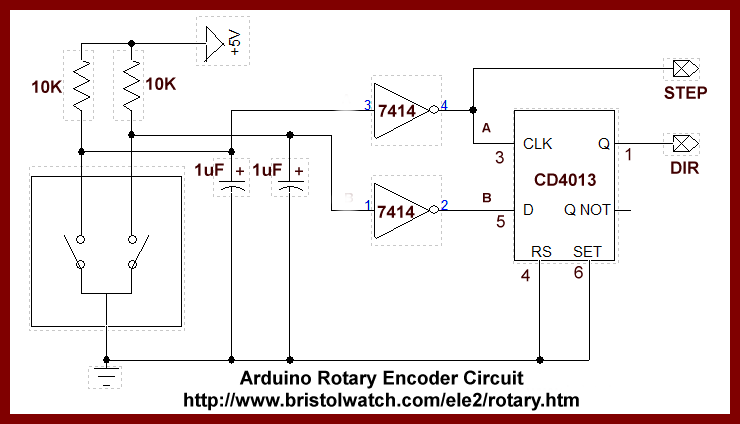 +5V
10K
10K
3
7414
4
STEP
A
3
CLK
Q
1
DIR
1uF +
1uF +
CD4013
1
7414
2
B
5
D
Q NOT
RS
SET
4
6
Arduino Rotary Encoder Circuit
http://www.bristolwatch.com/ele2/rotary.htm